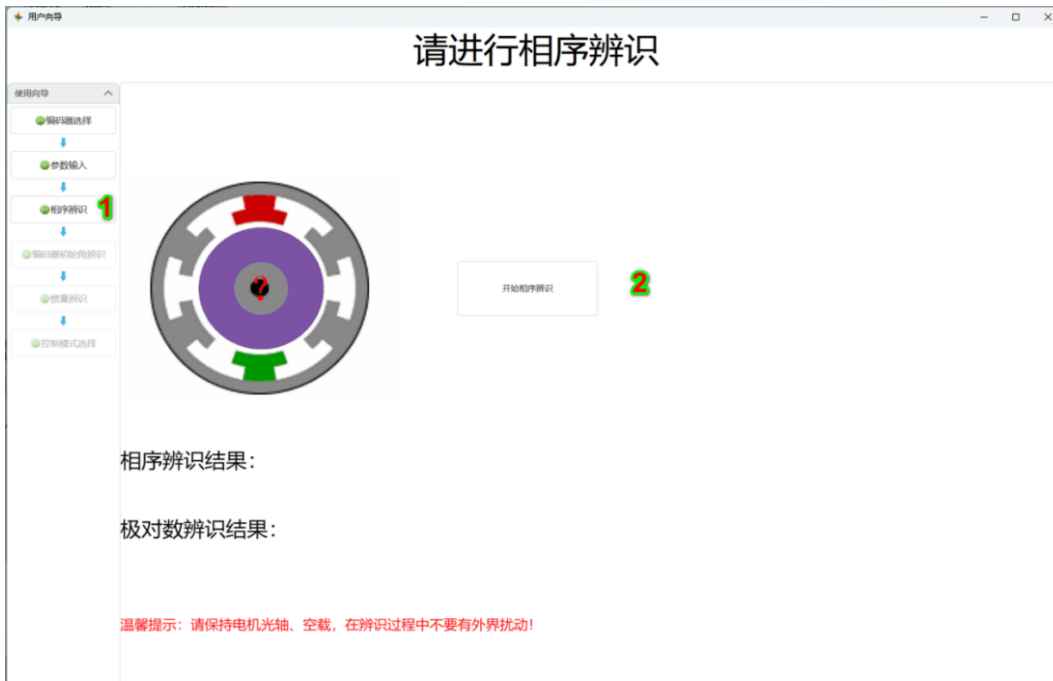 用户向导
请进行相序辨识
使用向导
编码器选择
参数输入
相序辨识
1
编码器初始角辨识
惯量辨识
控制模式选择
?
开始相序辨识
2
相序辨识结果：
极对数辨识结果：
温馨提示：请保持电机光轴、空载，在辨识过程中不要有外界扰动！